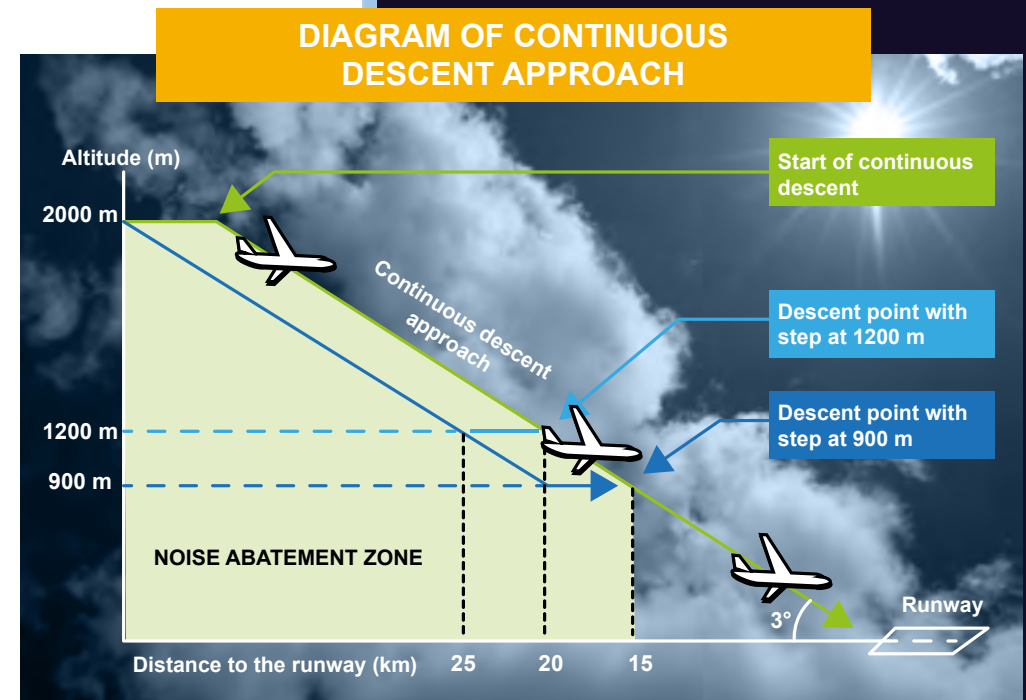 DIAGRAM OF CONTINUOUS
DESCENT APPROACH
Altitude (m)
Start of continuous
descent
2000 m
Continuous descent
approach
Descent point with
step at 1200 m
Descent point with
step at 900 m
1200 m
900 m
NOISE ABATEMENT ZONE
Runway
3°
Distance to the runway (km) 25 20 15